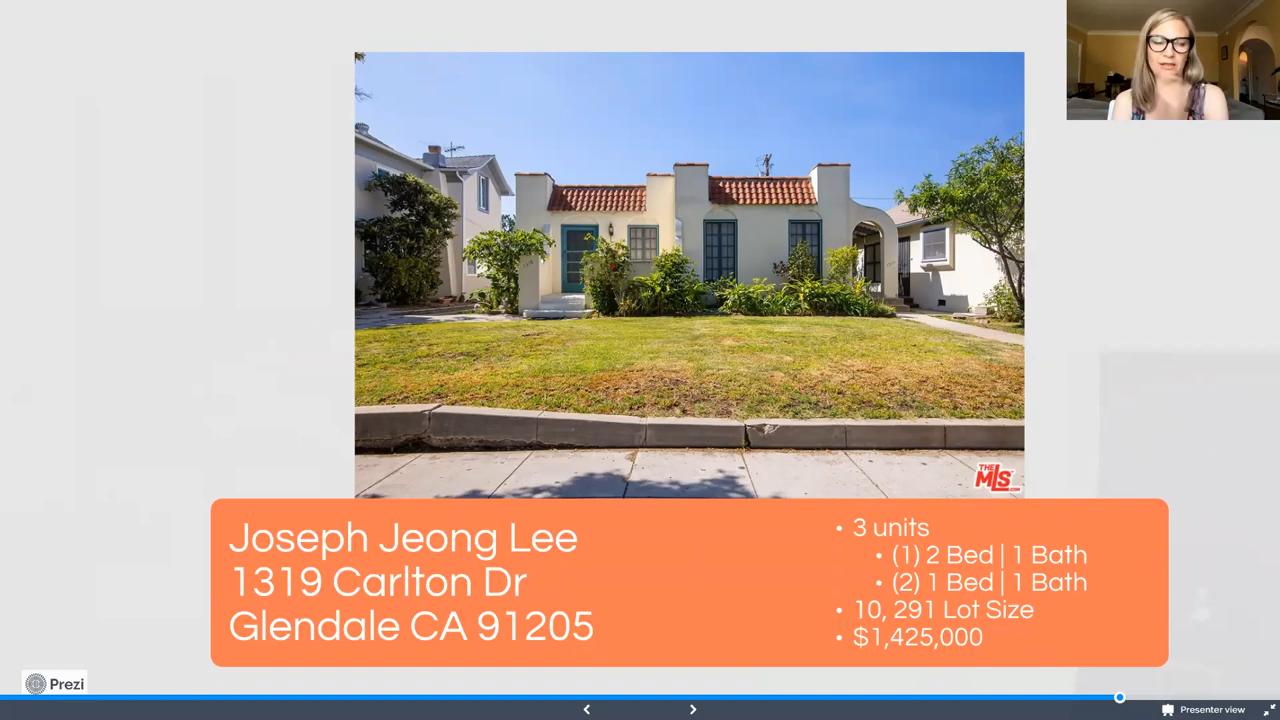 THE
MLS
.COM
Joseph Jeong Lee
1319 Carlton Dr
Glendale CA 91205
• 3 units
• (1) 2 Bed | 1 Bath
• (2) 1 Bed | 1 Bath
• 10, 291 Lot Size
• $1,425,000
Prezi
Presenter view